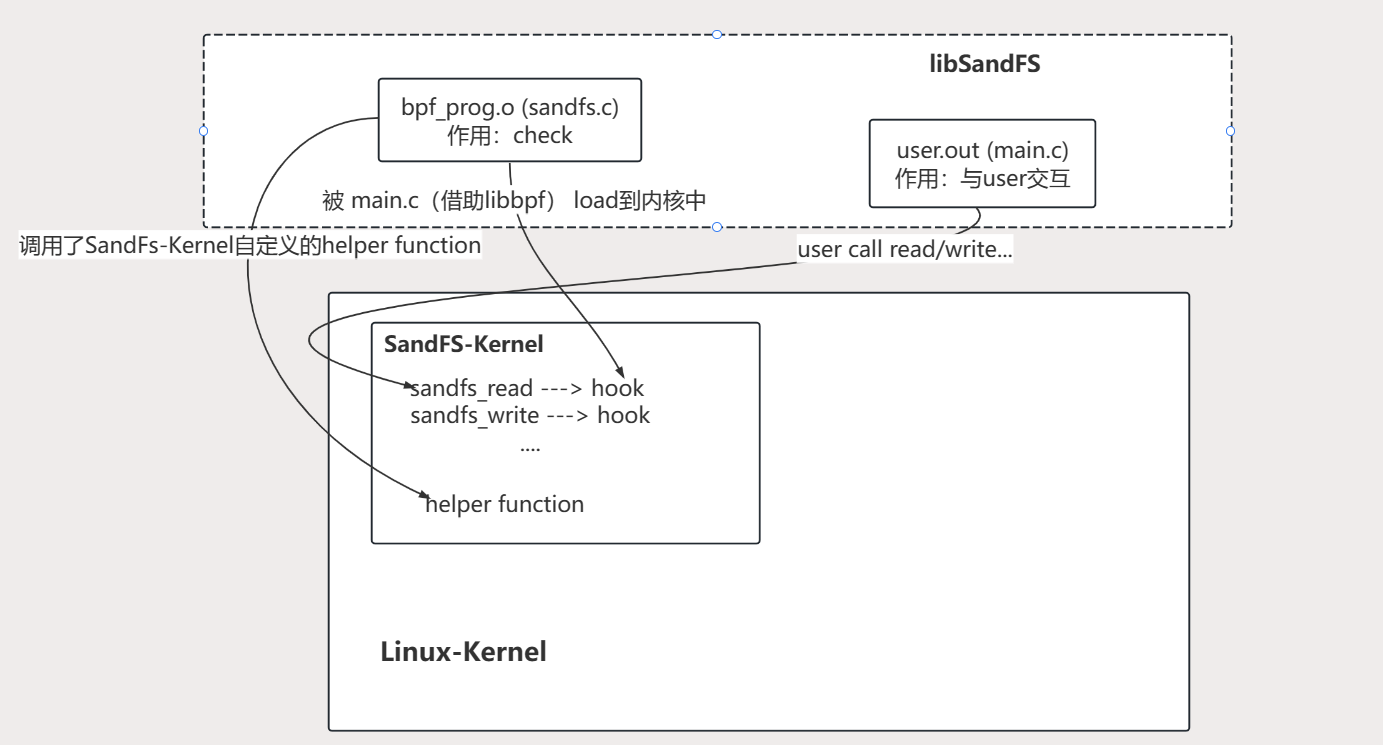 libSandFS
bpf_prog.o (sandfs.c)
作用：check
user.out (main.c)
作用：与user交互
被 main.c（借助libbpf） load到内核中
调用了SandFs-Kernel自定义的helper function
user call read/write...
SandFS-Kernel
sandfs_read ---> hook
sandfs_write ---> hook
....
helper function
Linux-Kernel